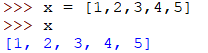 >>> x = [1,2,3,4,5]
>>> x
[1, 2, 3, 4, 5]